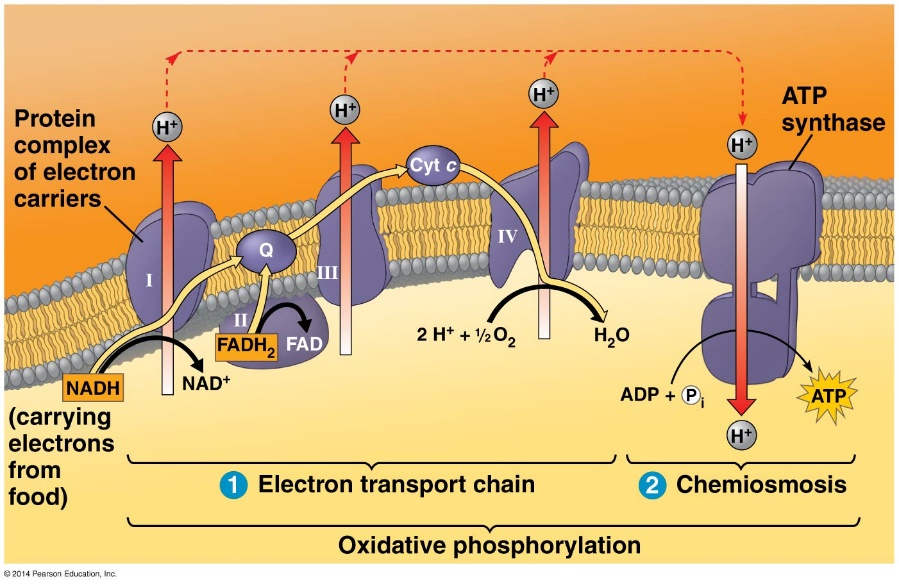 H⁺
H⁺
H⁺
H⁺
ATP
synthase
Protein
complex
of electron
carriers
Cyt c
Q
I
II
III
IV
FADH₂
FAD
2 H⁺ + ½ O₂
H₂O
NADH
NAD⁺
(carrying
electrons
from
food)
ADP + Pᵢ
ATP
H⁺
1 Electron transport chain
2 Chemiosmosis
Oxidative phosphorylation
© 2014 Pearson Education, Inc.